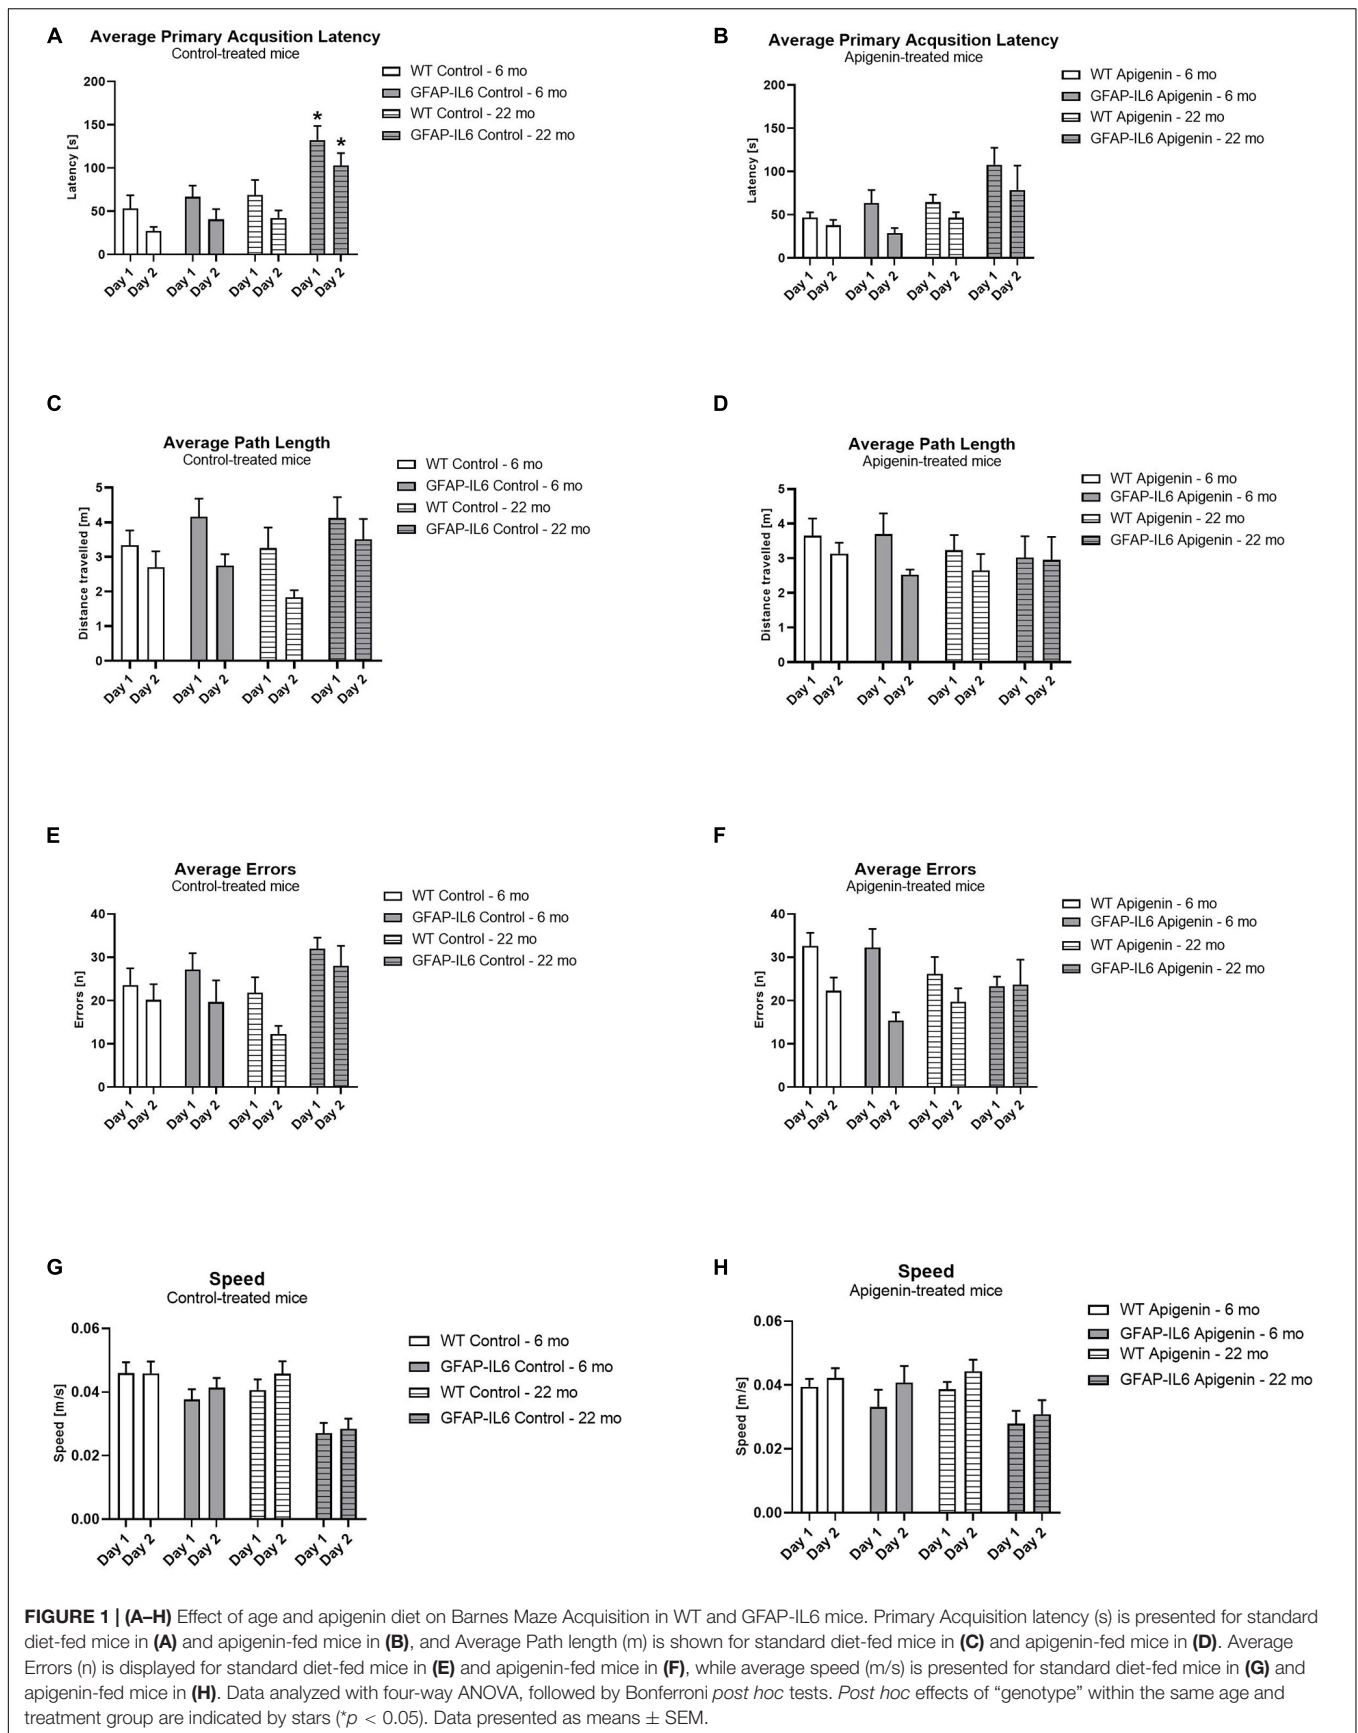 A
Average Primary Acqusition Latency
Control-treated mice
Latency [s]
200
150
100
50
0
* *
Day 1 Day 2 Day 1 Day 2 Day 1 Day 2 Day 1 Day 2
WT Control - 6 mo
GFAP-IL6 Control - 6 mo
WT Control - 22 mo
GFAP-IL6 Control - 22 mo
B
Average Primary Acqusition Latency
Apigenin-treated mice
Latency [s]
200
150
100
50
0
Day 1 Day 2 Day 1 Day 2 Day 1 Day 2 Day 1 Day 2
WT Apigenin - 6 mo
GFAP-IL6 Apigenin - 6 mo
WT Apigenin - 22 mo
GFAP-IL6 Apigenin - 22 mo
C
Average Path Length
Control-treated mice
Distance travelled [m]
5
4
3
2
1
0
Day 1 Day 2 Day 1 Day 2 Day 1 Day 2 Day 1 Day 2
WT Control - 6 mo
GFAP-IL6 Control - 6 mo
WT Control - 22 mo
GFAP-IL6 Control - 22 mo
D
Average Path Length
Apigenin-treated mice
Distance travelled [m]
5
4
3
2
1
0
Day 1 Day 2 Day 1 Day 2 Day 1 Day 2 Day 1 Day 2
WT Apigenin - 6 mo
GFAP-IL6 Apigenin - 6 mo
WT Apigenin - 22 mo
GFAP-IL6 Apigenin - 22 mo
E
Average Errors
Control-treated mice
Errors [n]
40
30
20
10
0
Day 1 Day 2 Day 1 Day 2 Day 1 Day 2 Day 1 Day 2
WT Control - 6 mo
GFAP-IL6 Control - 6 mo
WT Control - 22 mo
GFAP-IL6 Control - 22 mo
F
Average Errors
Apigenin-treated mice
Errors [n]
40
30
20
10
0
Day 1 Day 2 Day 1 Day 2 Day 1 Day 2 Day 1 Day 2
WT Apigenin - 6 mo
GFAP-IL6 Apigenin - 6 mo
WT Apigenin - 22 mo
GFAP-IL6 Apigenin - 22 mo
G
Speed
Control-treated mice
Speed [m/s]
0.06
0.04
0.02
0.00
Day 1 Day 2 Day 1 Day 2 Day 1 Day 2 Day 1 Day 2
WT Control - 6 mo
GFAP-IL6 Control - 6 mo
WT Control - 22 mo
GFAP-IL6 Control - 22 mo
H
Speed
Apigenin-treated mice
Speed [m/s]
0.06
0.04
0.02
0.00
Day 1 Day 2 Day 1 Day 2 Day 1 Day 2 Day 1 Day 2
WT Apigenin - 6 mo
GFAP-IL6 Apigenin - 6 mo
WT Apigenin - 22 mo
GFAP-IL6 Apigenin - 22 mo
FIGURE 1 | (A–H) Effect of age and apigenin diet on Barnes Maze Acquisition in WT and GFAP-IL6 mice. Primary Acquisition latency (s) is presented for standard
diet-fed mice in (A) and apigenin-fed mice in (B), and Average Path length (m) is shown for standard diet-fed mice in (C) and apigenin-fed mice in (D). Average
Errors (n) is displayed for standard diet-fed mice in (E) and apigenin-fed mice in (F), while average speed (m/s) is presented for standard diet-fed mice in (G) and
apigenin-fed mice in (H). Data analyzed with four-way ANOVA, followed by Bonferroni post hoc tests. Post hoc effects of “genotype” within the same age and
treatment group are indicated by stars (*p < 0.05). Data presented as means ± SEM.